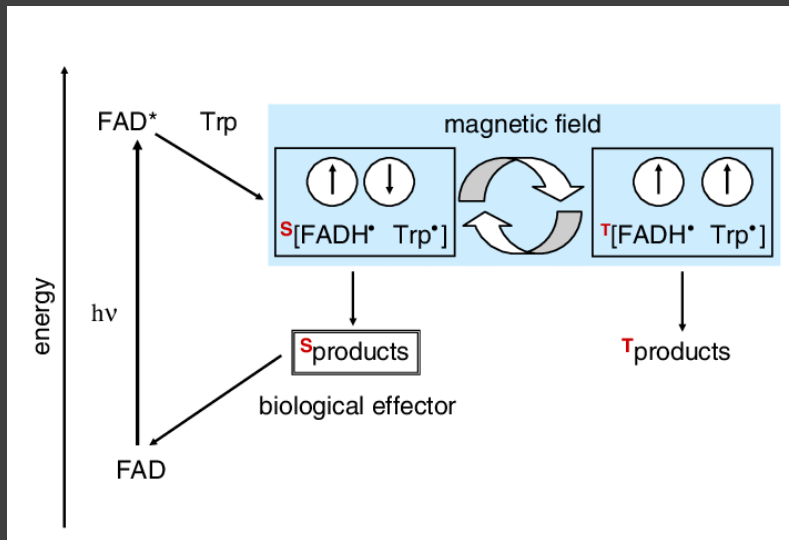 FAD* Trp
magnetic field
S[FADH• Trp•]
T[FADH• Trp•]
energy
hν
Sproducts
Tproducts
biological effector
FAD